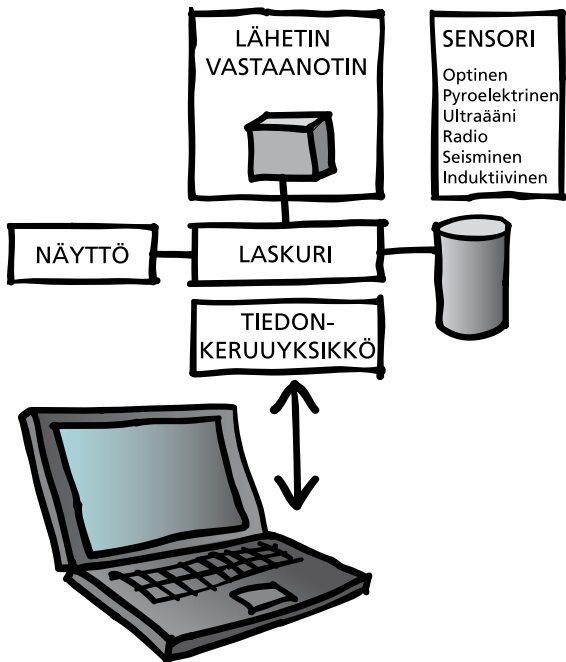 LÄHETIN
VASTAANOTIN
SENSORI
Optinen
Pyroelektrinen
Ultraääni
Radio
Seisminen
Induktiivinen
NÄYTTÖ
LASKURI
TIEDON-
KERUUYKSIKKÖ